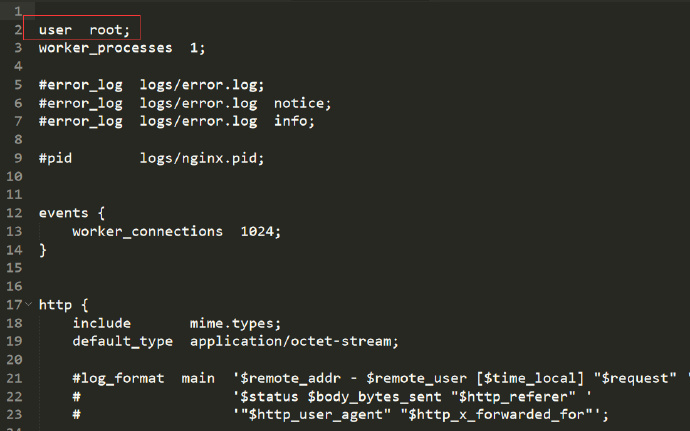 1
2 user  root;
3 worker_processes  1;
4
5 #error_log  logs/error.log;
6 #error_log  logs/error.log  notice;
7 #error_log  logs/error.log  info;
8
9 #pid        logs/nginx.pid;
10
11
12 events {
13     worker_connections  1024;
14 }
15
16
17 http {
18     include       mime.types;
19     default_type  application/octet-stream;
20
21     #log_format  main  '$remote_addr - $remote_user [$time_local] "$request" '
22     #                  '$status $body_bytes_sent "$http_referer" '
23     #                  '"$http_user_agent" "$http_x_forwarded_for"';